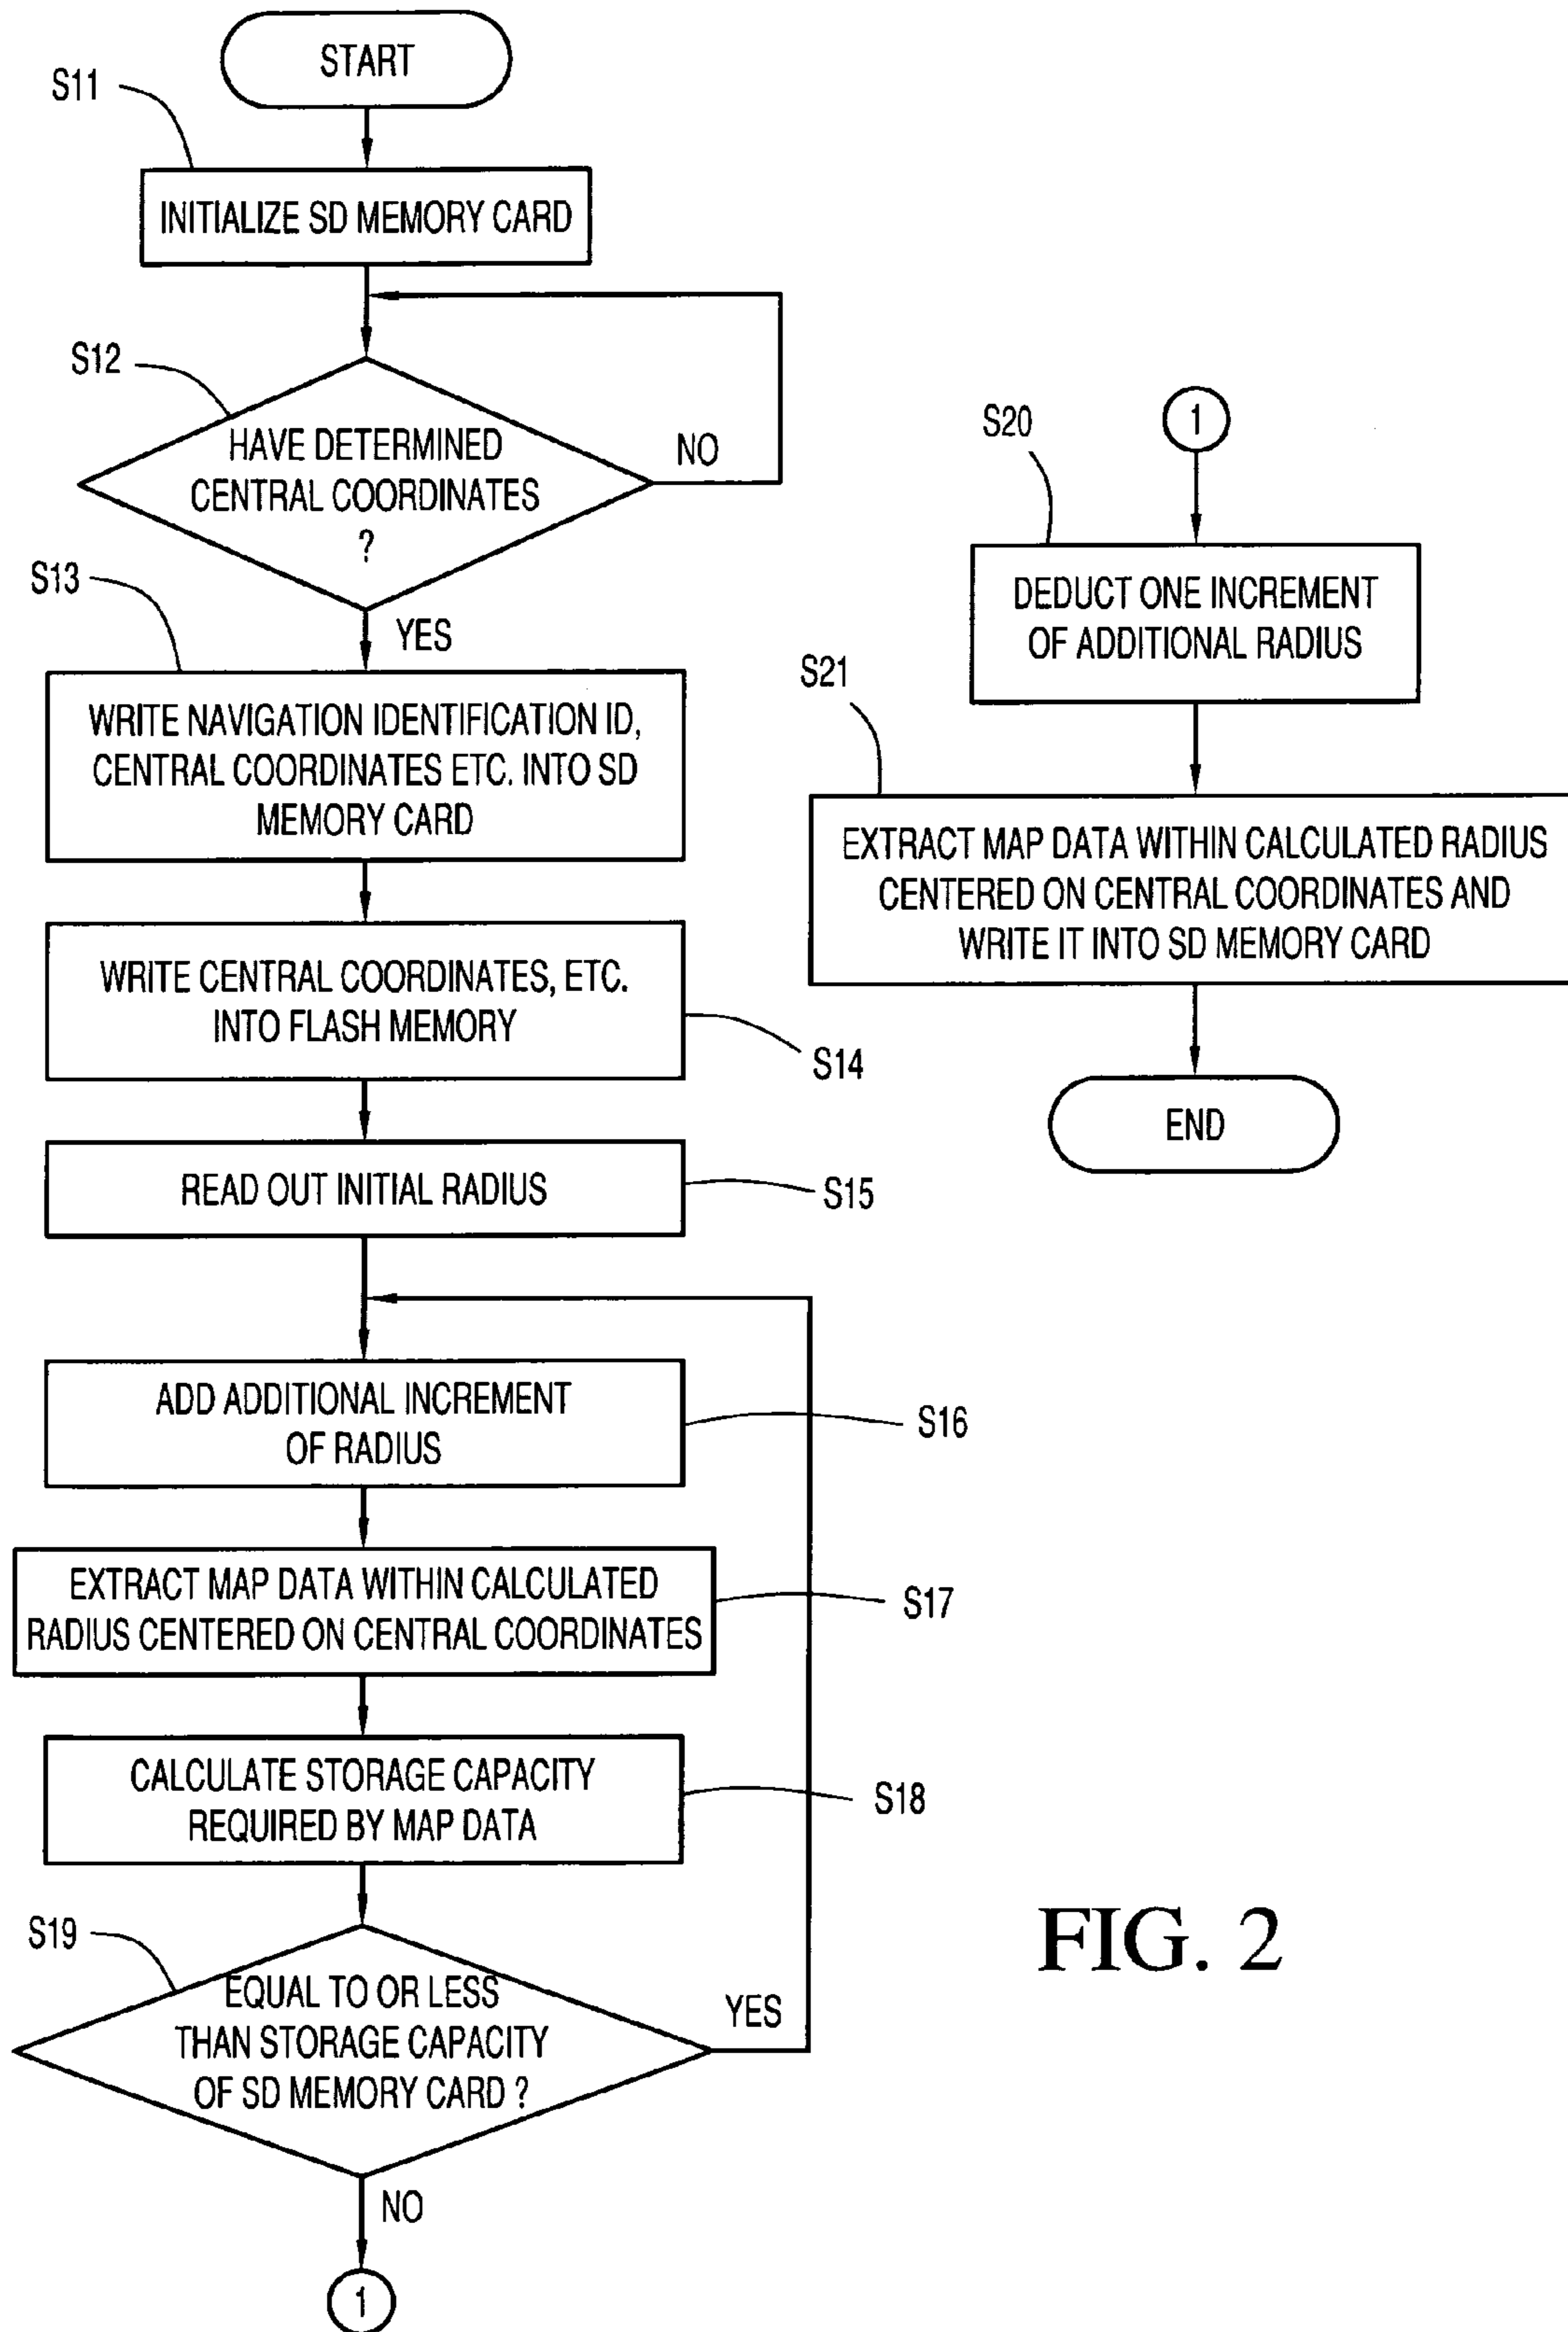 START
S11
INITIALIZE SD MEMORY CARD
S12
HAVE DETERMINED
CENTRAL COORDINATES
?
NO
YES
S13
WRITE NAVIGATION IDENTIFICATION ID,
CENTRAL COORDINATES ETC. INTO SD
MEMORY CARD
WRITE CENTRAL COORDINATES, ETC.
INTO FLASH MEMORY
S14
READ OUT INITIAL RADIUS
S15
ADD ADDITIONAL INCREMENT
OF RADIUS
S16
EXTRACT MAP DATA WITHIN CALCULATED
RADIUS CENTERED ON CENTRAL COORDINATES
S17
CALCULATE STORAGE CAPACITY
REQUIRED BY MAP DATA
S18
S19
EQUAL TO OR LESS
THAN STORAGE CAPACITY
OF SD MEMORY CARD ?
YES
NO
1
1
S20
DEDUCT ONE INCREMENT
OF ADDITIONAL RADIUS
S21
EXTRACT MAP DATA WITHIN CALCULATED RADIUS
CENTERED ON CENTRAL COORDINATES AND
WRITE IT INTO SD MEMORY CARD
END
FIG. 2